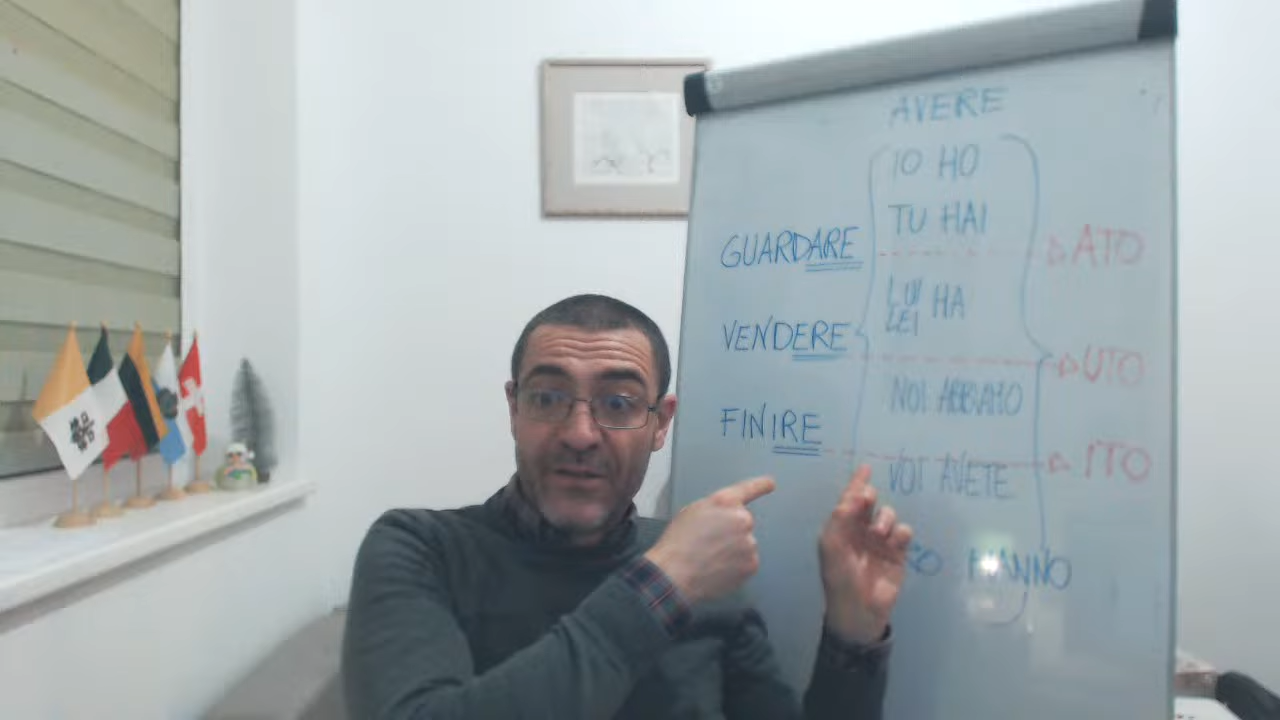 AVERE
IO HO
TU HAI
GUARDARE
ATO
LUI HA
LEI
VENDERE
UTO
NOI ABBIAMO
FINIRE
ITO
VOI AVETE
HANNO